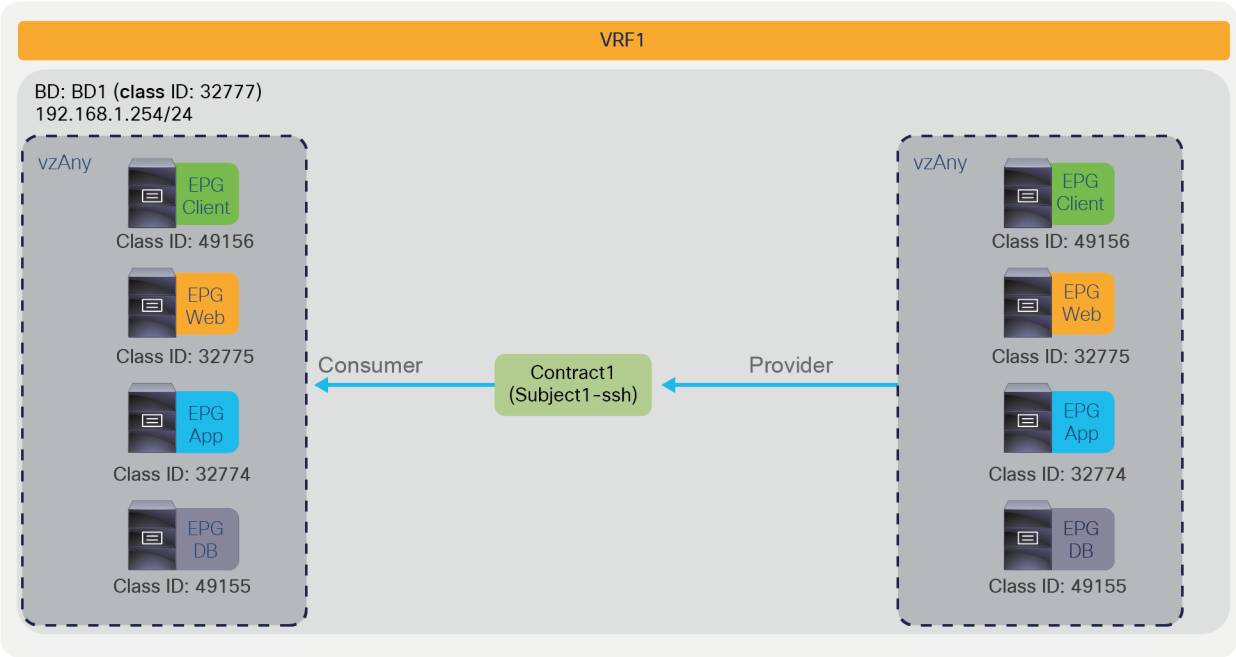 VRF1
BD: BD1 (class ID: 32777)
192.168.1.254/24
vzAny
EPG
Client
Class ID: 49156
EPG
Web
Class ID: 32775
EPG
App
Class ID: 32774
EPG
DB
Class ID: 49155
Consumer
Contract1
(Subject1-ssh)
Provider
vzAny
EPG
Client
Class ID: 49156
EPG
Web
Class ID: 32775
EPG
App
Class ID: 32774
EPG
DB
Class ID: 49155